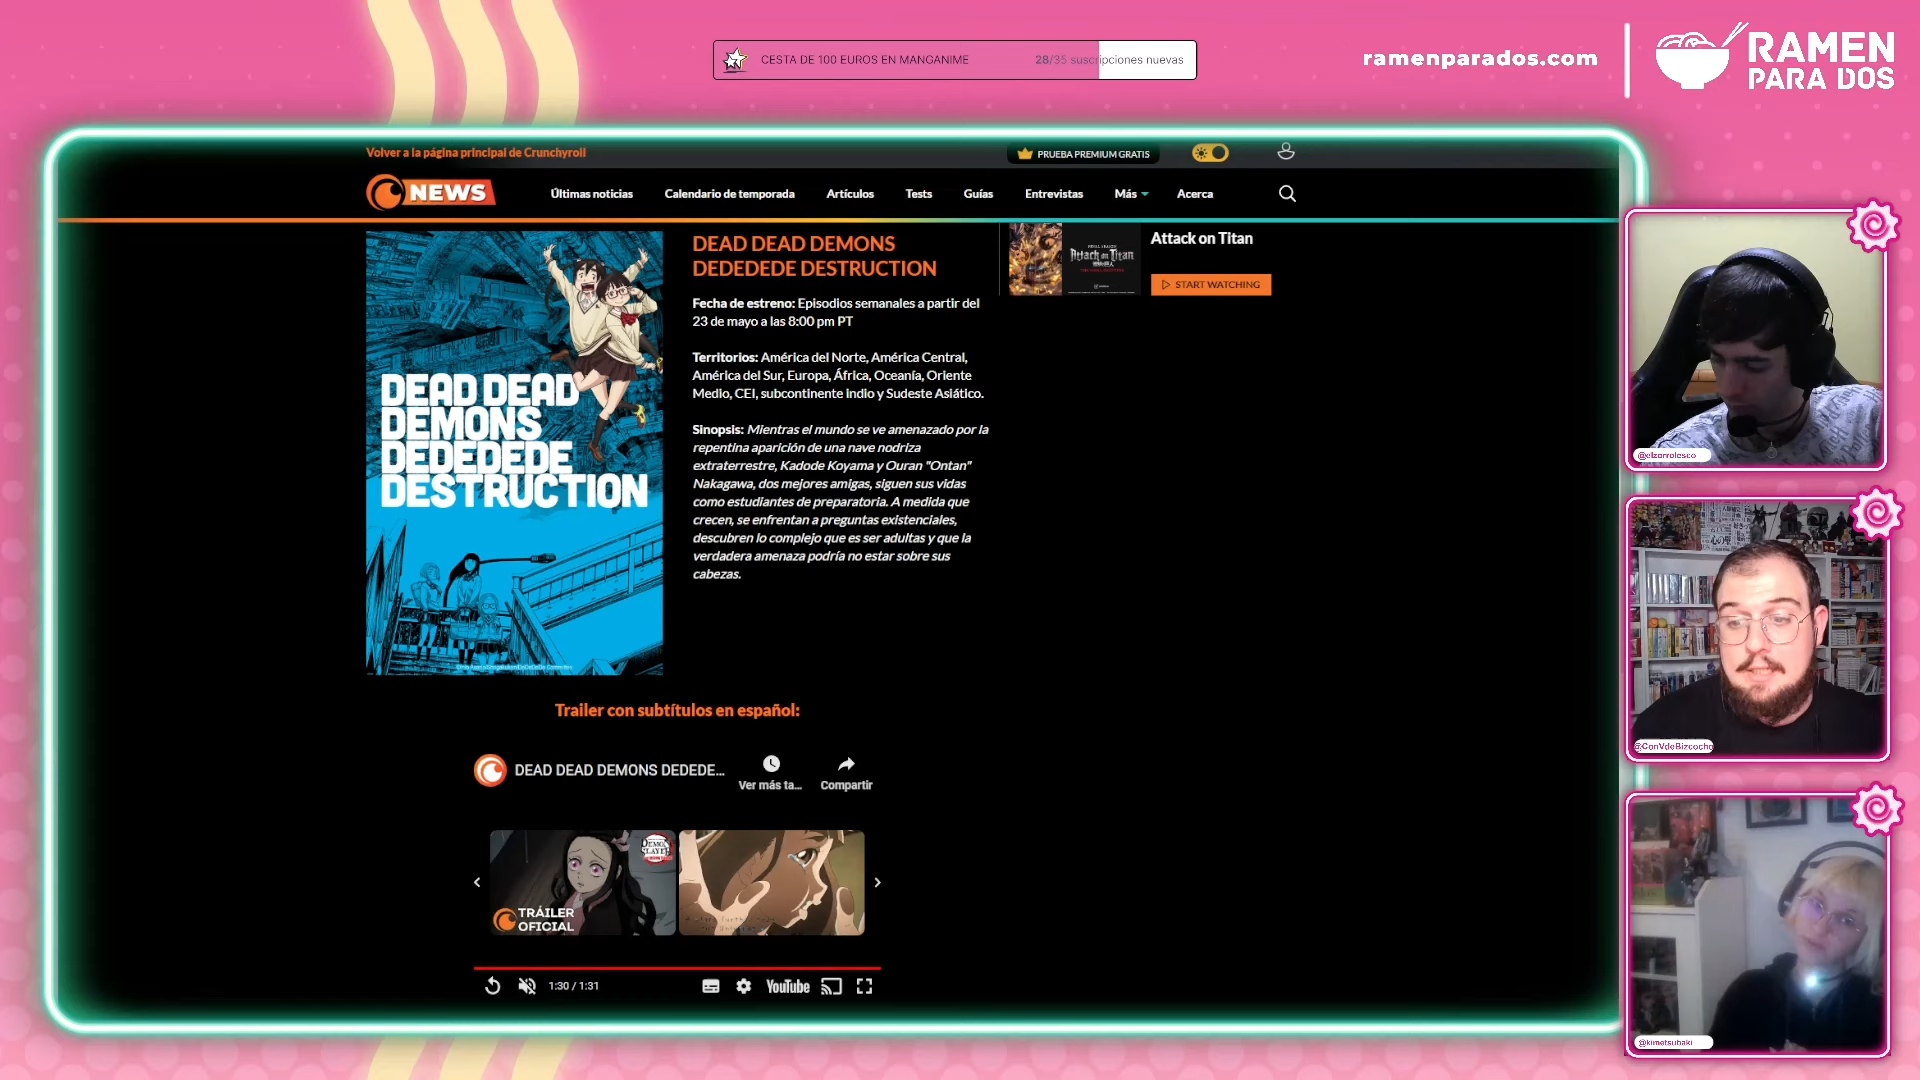 CESTA DE 100 EUROS EN MANGANIME
28/35 suscripciones nuevas
ramenparados.com
RAMEN
PARA DOS
Volver a la página principal de Crunchyroll
PRUEBA PREMIUM GRATIS
NEWS
Últimas noticias
Calendario de temporada
Artículos
Tests
Guías
Entrevistas
Más
Acerca
DEAD DEAD
DEMONS
DEDEDEDE
DESTRUCTION
DEAD DEAD DEMONS
DEDEDEDE DESTRUCTION
Fecha de estreno: Episodios semanales a partir del
23 de mayo a las 8:00 pm PT
Territorios: América del Norte, América Central,
América del Sur, Europa, África, Oceanía, Oriente
Medio, CEI, subcontinente indio y Sudeste Asiático.
Sinopsis: Mientras el mundo se ve amenazado por la
repentina aparición de una nave nodriza
extraterrestre, Kadode Koyama y Ouran "Ontan"
Nakagawa, dos mejores amigas, siguen sus vidas
como estudiantes de preparatoria. A medida que
crecen, se enfrentan a preguntas existenciales,
descubren lo complejo que es ser adultas y que la
verdadera amenaza podría no estar sobre sus
cabezas.
Attack on Titan
Attack on Titan
START WATCHING
Trailer con subtítulos en español:
DEAD DEAD DEMONS DEDEDE...
Ver más ta...
Compartir
DEMON
SLAYER
TRÁILER
OFICIAL
1:30 / 1:31
YouTube
@elzorrolesco
@ConVdeBizcocho
@kimetsubaki